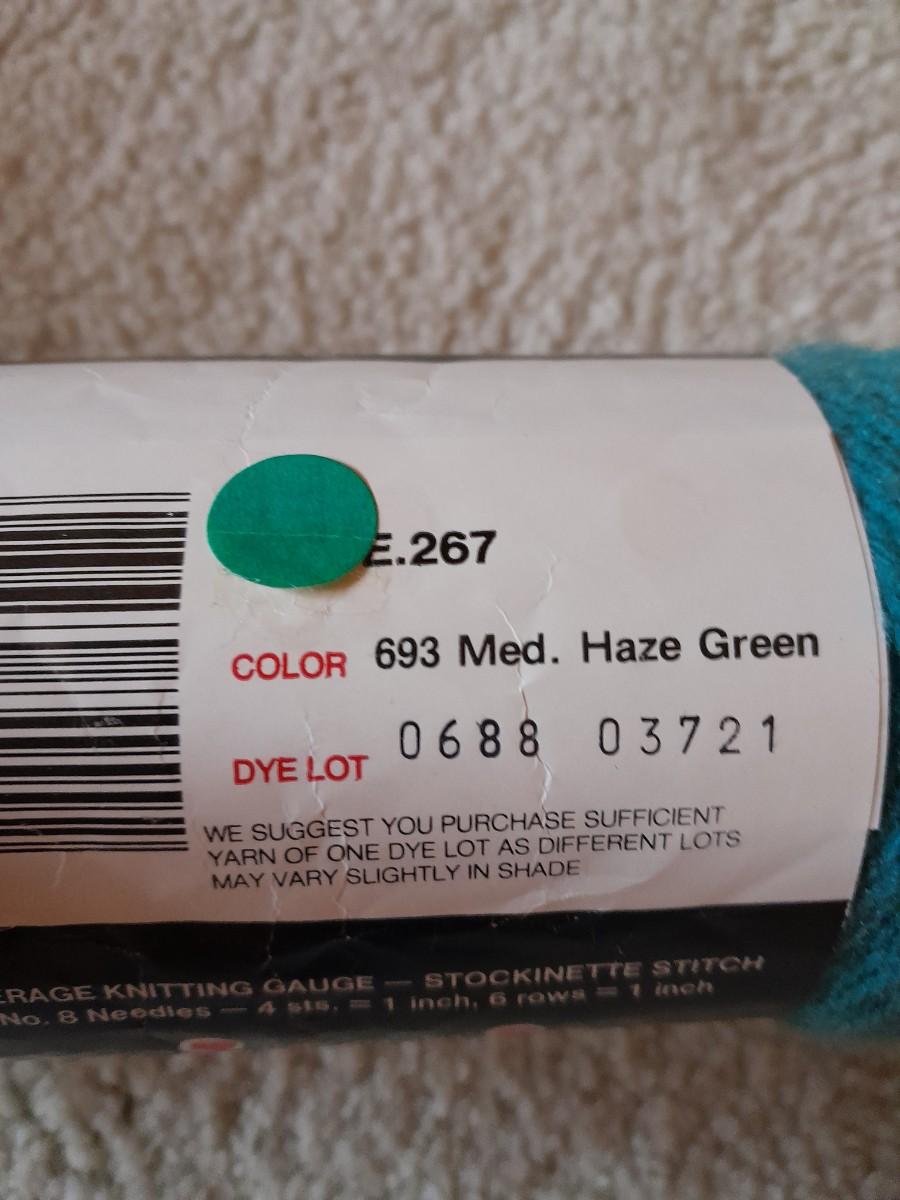 E.267
COLOR 693 Med. Haze Green
DYE LOT 0688 03721
WE SUGGEST YOU PURCHASE SUFFICIENT
YARN OF ONE DYE LOT AS DIFFERENT LOTS
MAY VARY SLIGHTLY IN SHADE
ERAGE KNITTING GAUGE — STOCKINETTE STITCH
No. 8 Needles — 4 sts. = 1 inch, 6 rows = 1 inch